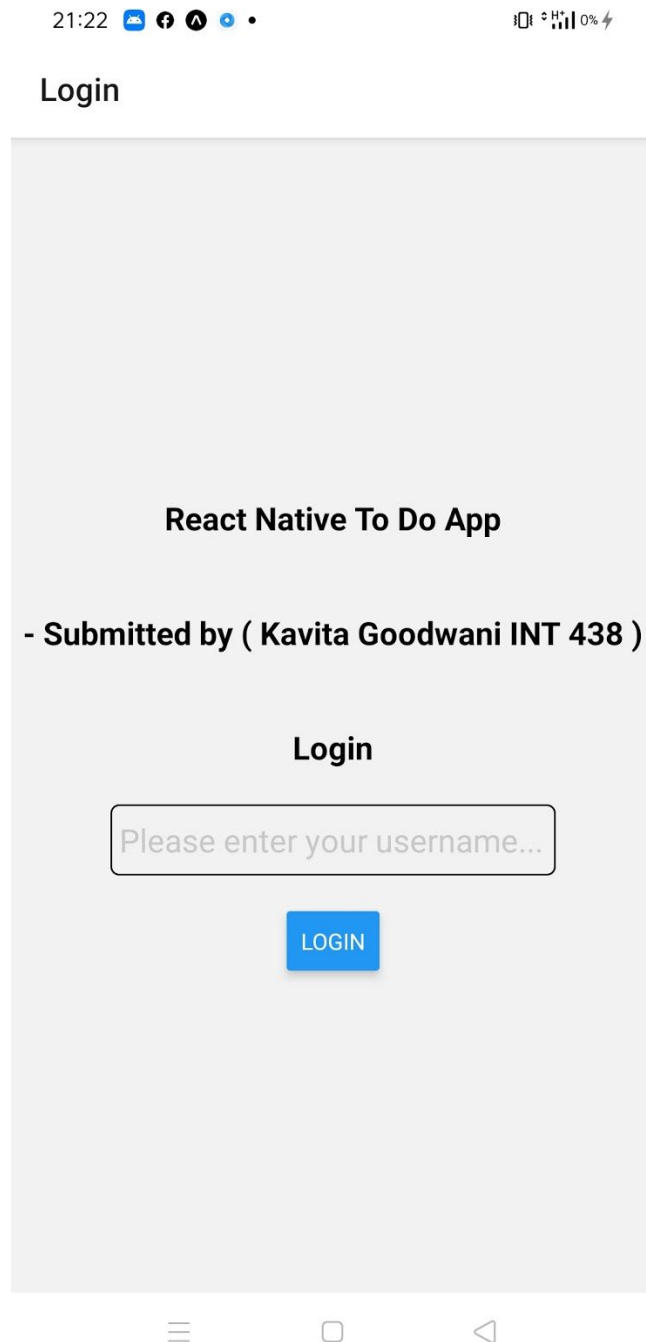 21:22
H+ 0%
Login
React Native To Do App
- Submitted by ( Kavita Goodwani INT 438 )
Login
Please enter your username...
LOGIN